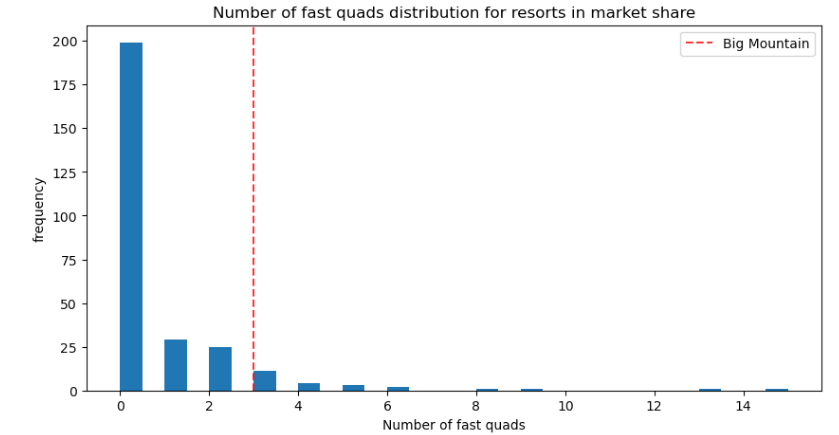 Number of fast quads distribution for resorts in market share
Big Mountain
200
175
150
125
100
75
50
25
0
frequency
0 2 4 6 8 10 12 14
Number of fast quads